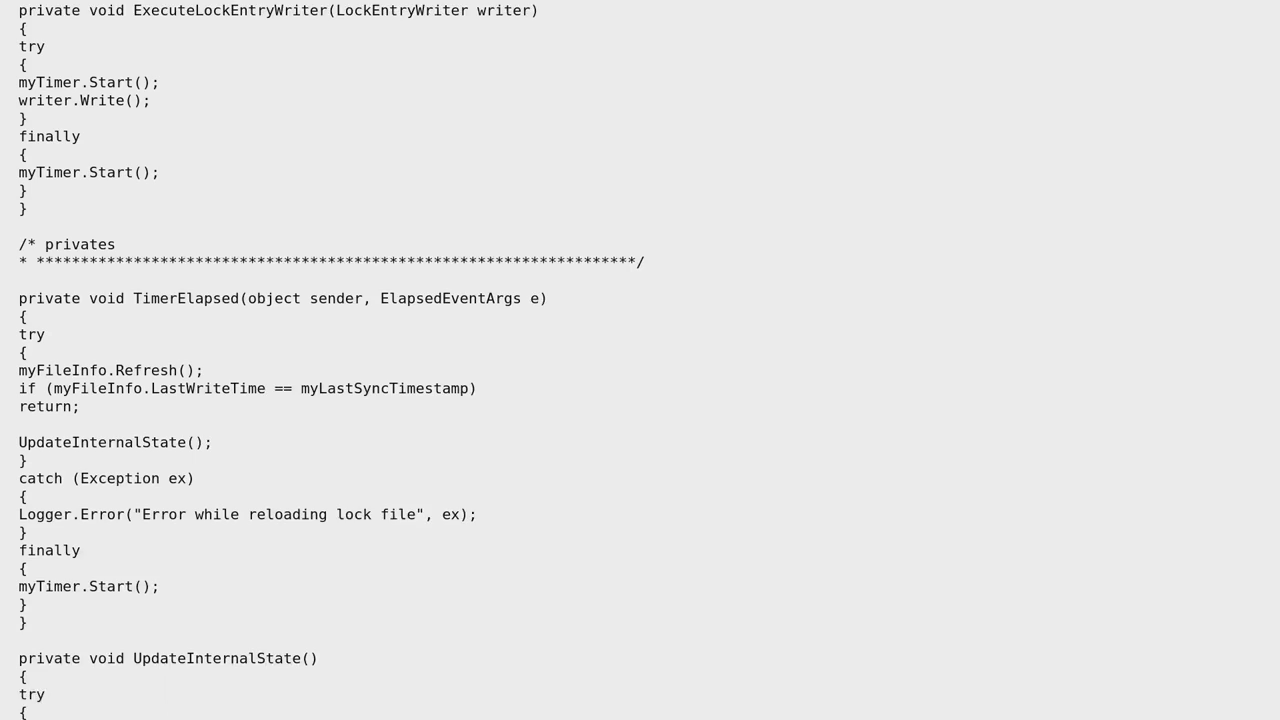 private void ExecuteLockEntryWriter(LockEntryWriter writer)
{
try
{
myTimer.Start();
writer.Write();
}
finally
{
myTimer.Start();
}
}

/* privates
* ********************************************************************/

private void TimerElapsed(object sender, ElapsedEventArgs e)
{
try
{
myFileInfo.Refresh();
if (myFileInfo.LastWriteTime == myLastSyncTimestamp)
return;

UpdateInternalState();
}
catch (Exception ex)
{
Logger.Error("Error while reloading lock file", ex);
}
finally
{
myTimer.Start();
}
}

private void UpdateInternalState()
{
try
{